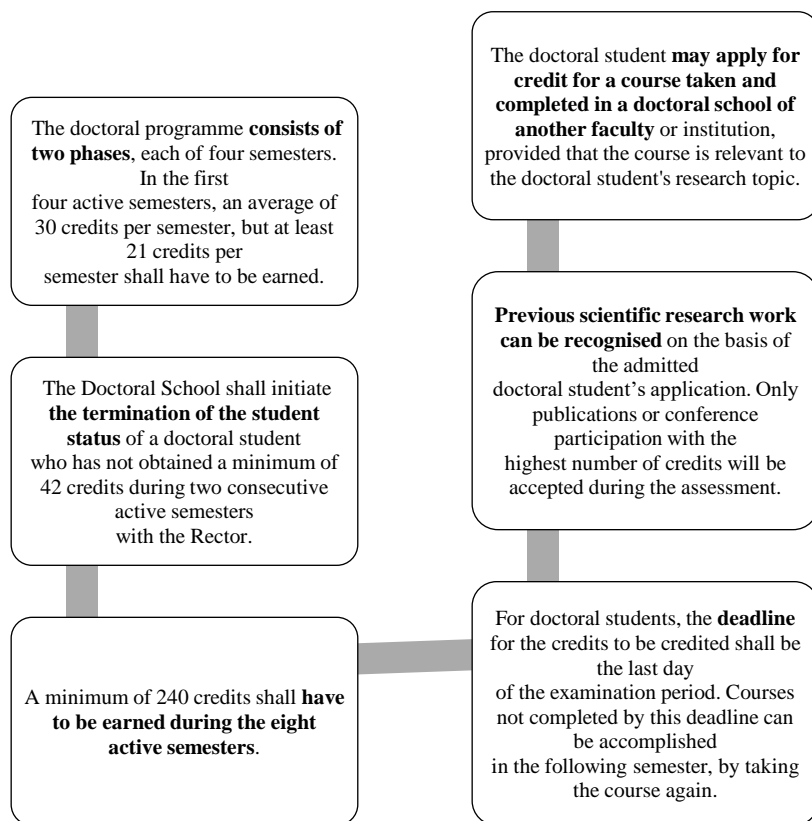 The doctoral programme consists of
two phases, each of four semesters.
In the first
four active semesters, an average of
30 credits per semester, but at least
21 credits per
semester shall have to be earned.
The Doctoral School shall initiate
the termination of the student
status of a doctoral student
who has not obtained a minimum of
42 credits during two consecutive
active semesters
with the Rector.
A minimum of 240 credits shall have
to be earned during the eight
active semesters.
For doctoral students, the deadline
for the credits to be credited shall be
the last day
of the examination period. Courses
not completed by this deadline can
be accomplished
in the following semester, by taking
the course again.
Previous scientific research work
can be recognised on the basis of
the admitted
doctoral student’s application. Only
publications or conference
participation with the
highest number of credits will be
accepted during the assessment.
The doctoral student may apply for
credit for a course taken and
completed in a doctoral school of
another faculty or institution,
provided that the course is relevant to
the doctoral student's research topic.